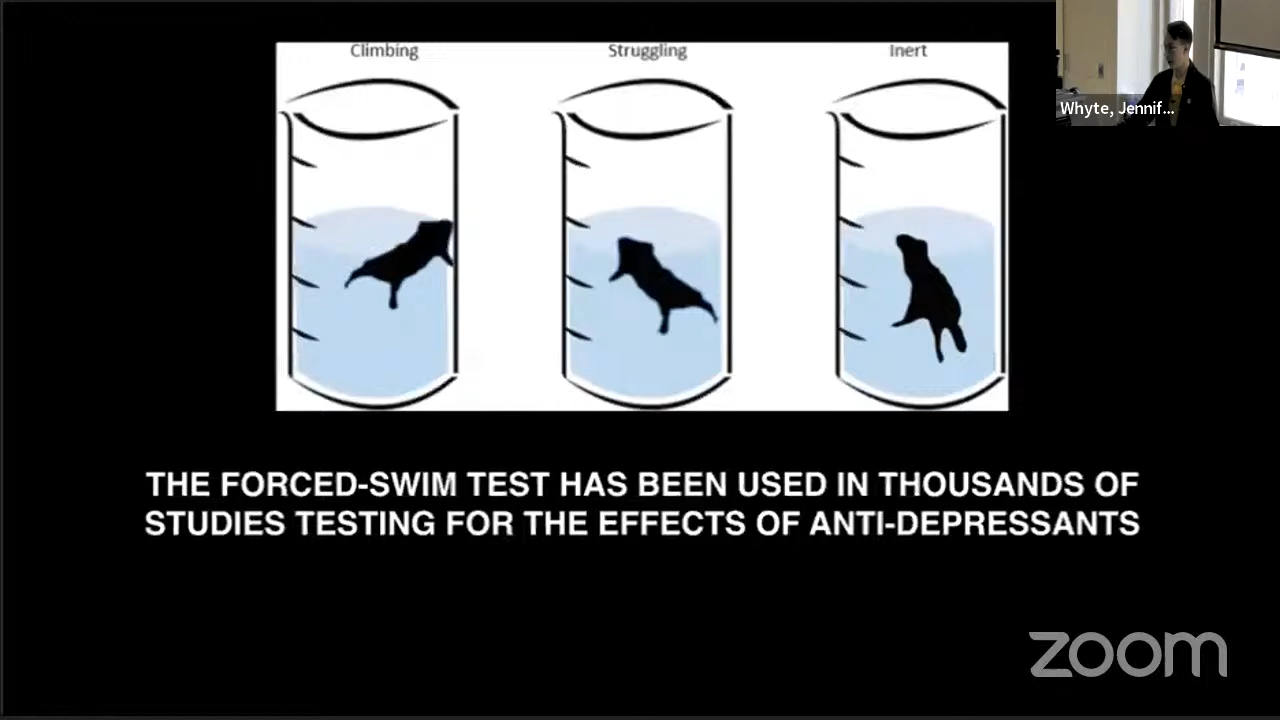 Climbing
Struggling
Inert
Whyte, Jennif...
THE FORCED-SWIM TEST HAS BEEN USED IN THOUSANDS OF
STUDIES TESTING FOR THE EFFECTS OF ANTI-DEPRESSANTS
zoom